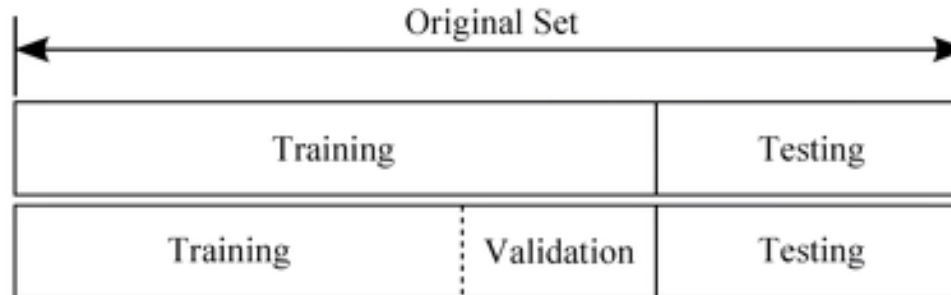 Original Set
Training Testing
Training Validation Testing